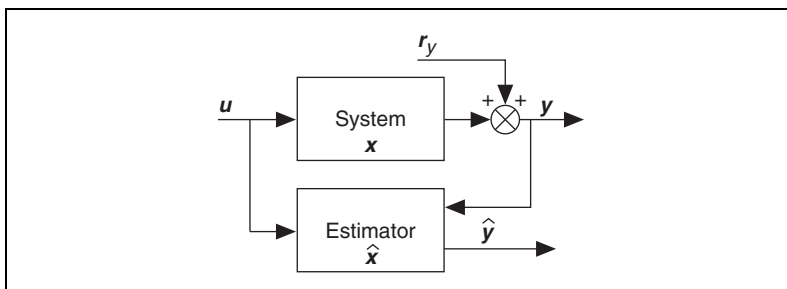 r_y
u
+ +
y
System
x
Estimator
x̂
ŷ